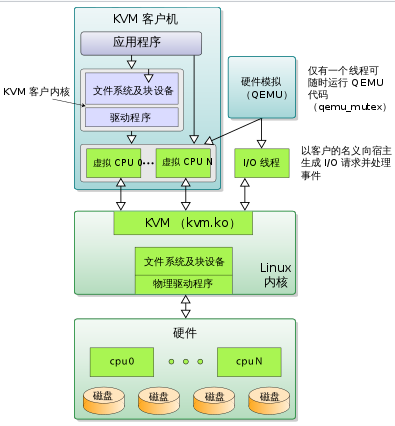 KVM 客户机
应用程序
KVM 客户内核
文件系统及块设备
驱动程序
虚拟 CPU 0
虚拟 CPU N
硬件模拟
（QEMU）
仅有一个线程可
随时运行 QEMU
代码
（qemu_mutex）
I/O 线程
以客户的名义向宿主
生成 I/O 请求并处理
事件
KVM （kvm.ko）
文件系统及块设备
物理驱动程序
Linux
内核
硬件
cpu0
cpuN
磁盘
磁盘
磁盘
磁盘